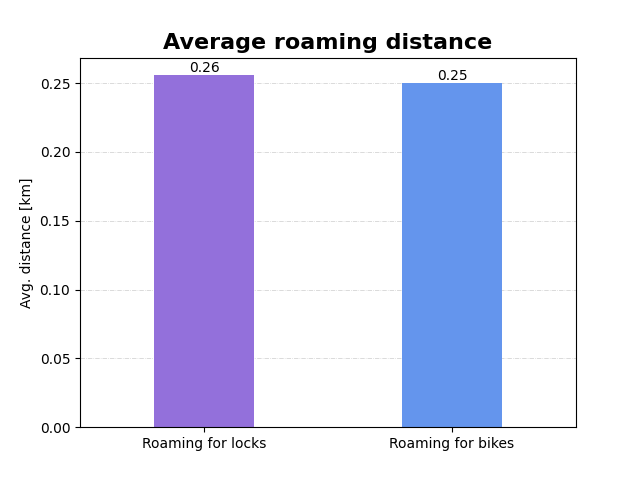 Average roaming distance
0.26
0.25
0.25
0.20
0.15
0.10
0.05
0.00
Avg. distance [km]
Roaming for locks
Roaming for bikes